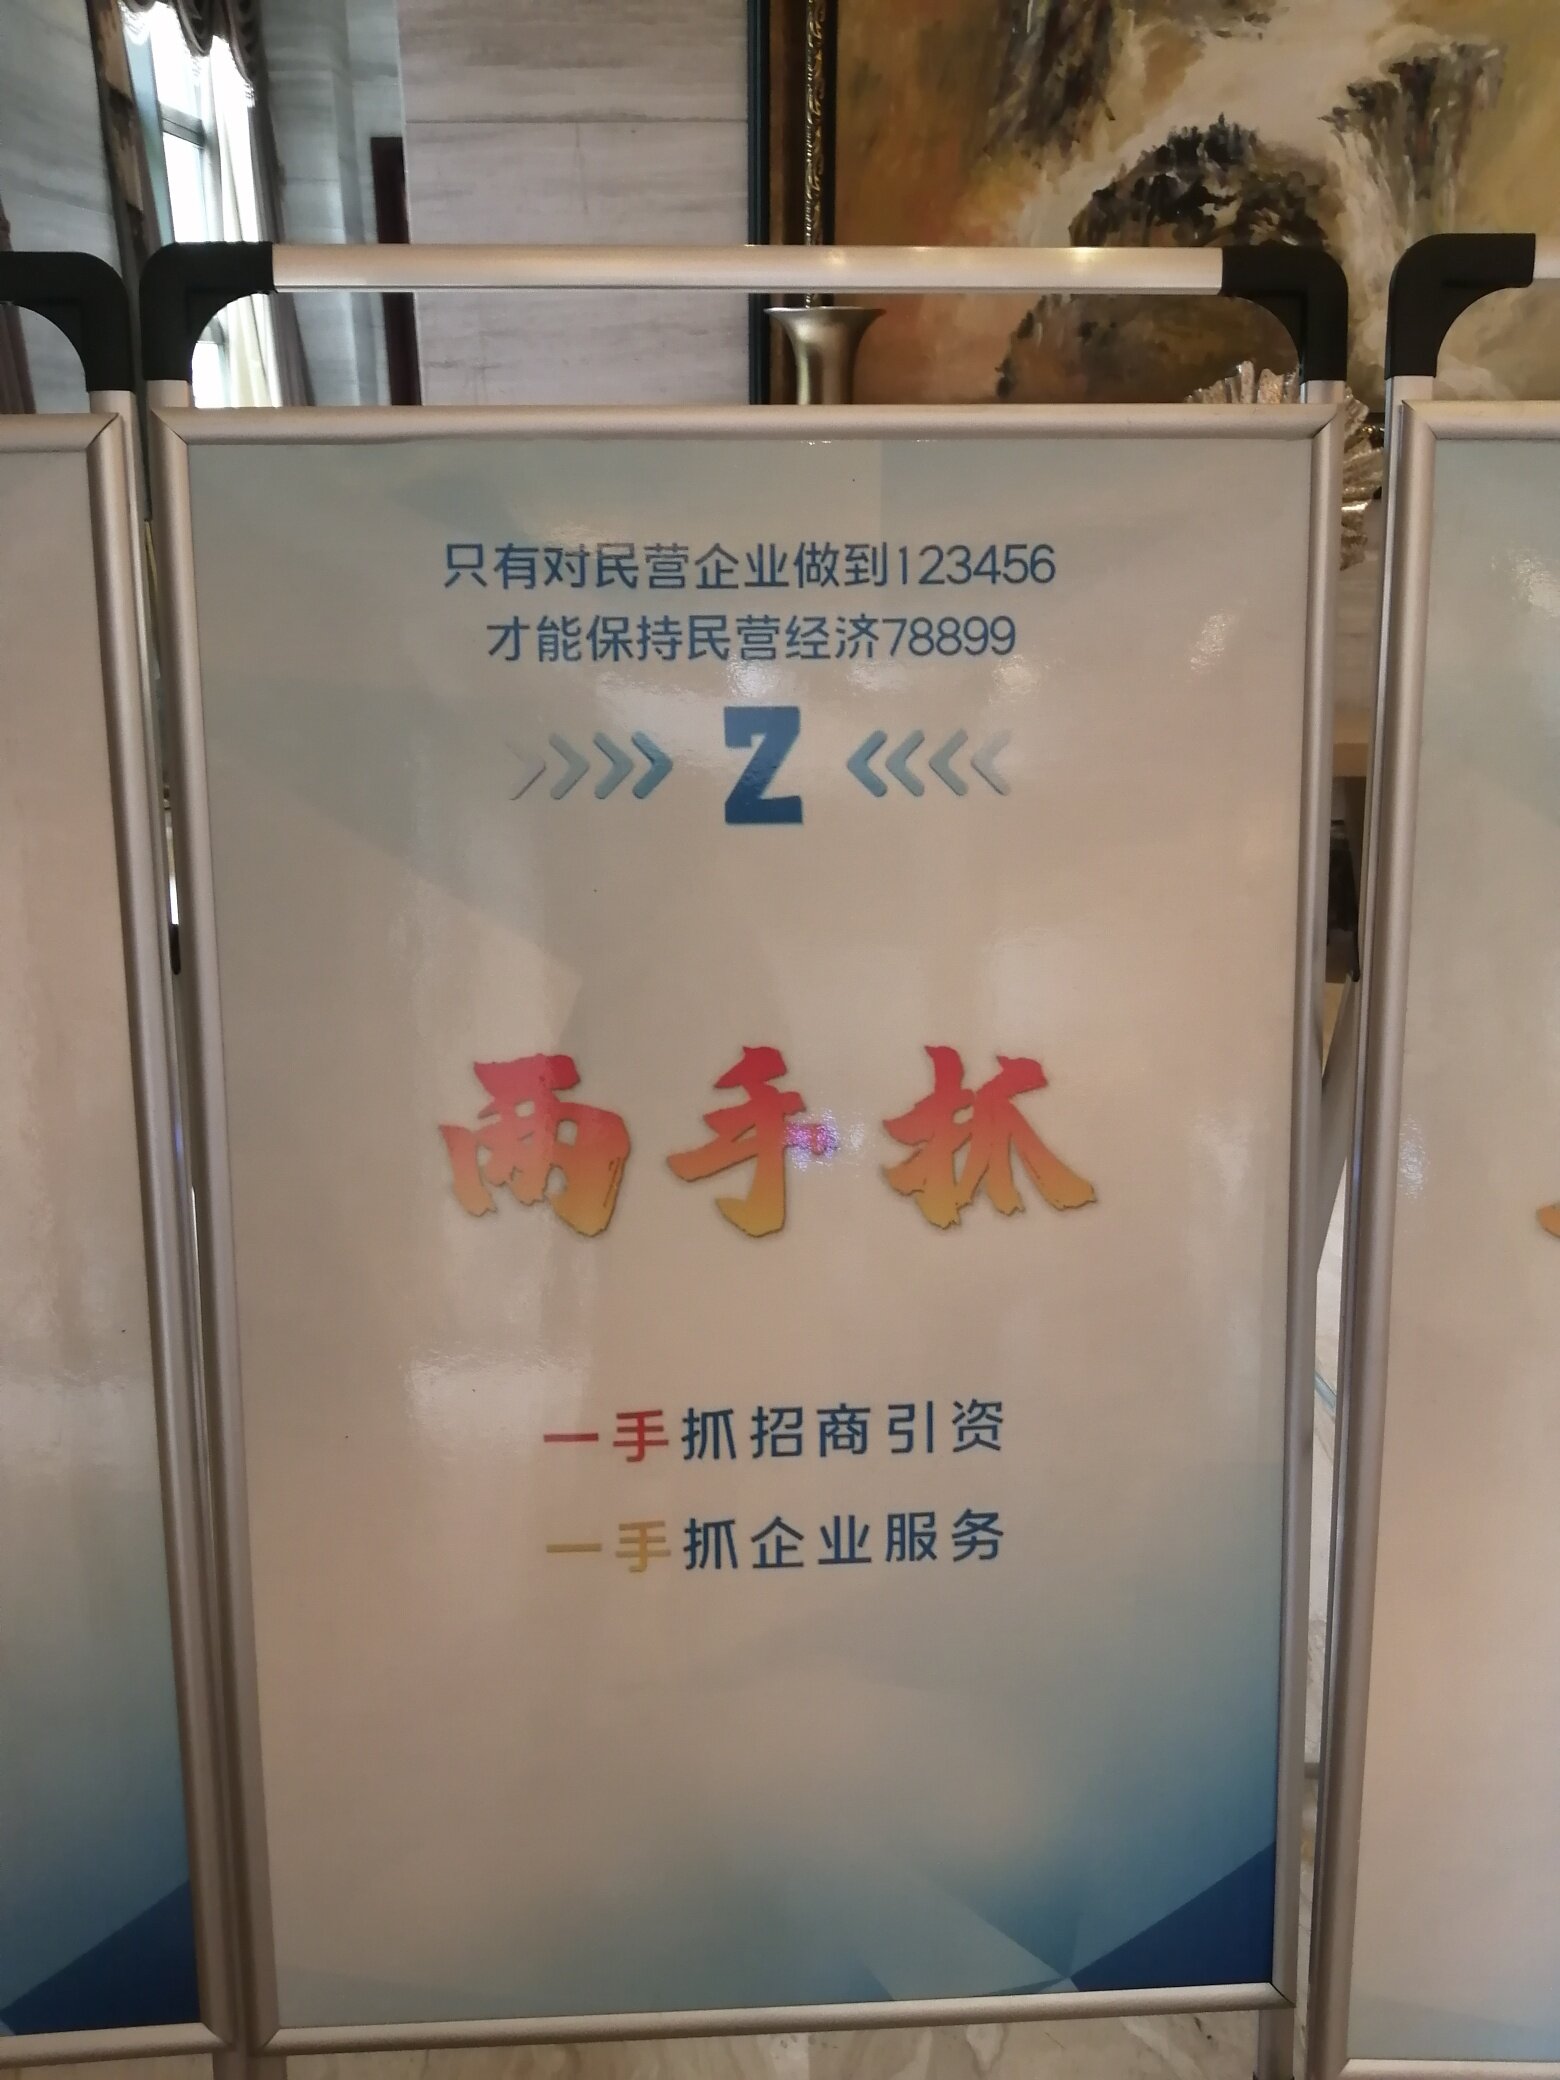 只有对民营企业做到123456
才能保持民营经济78899
2
两手抓
一手抓招商引资
一手抓企业服务